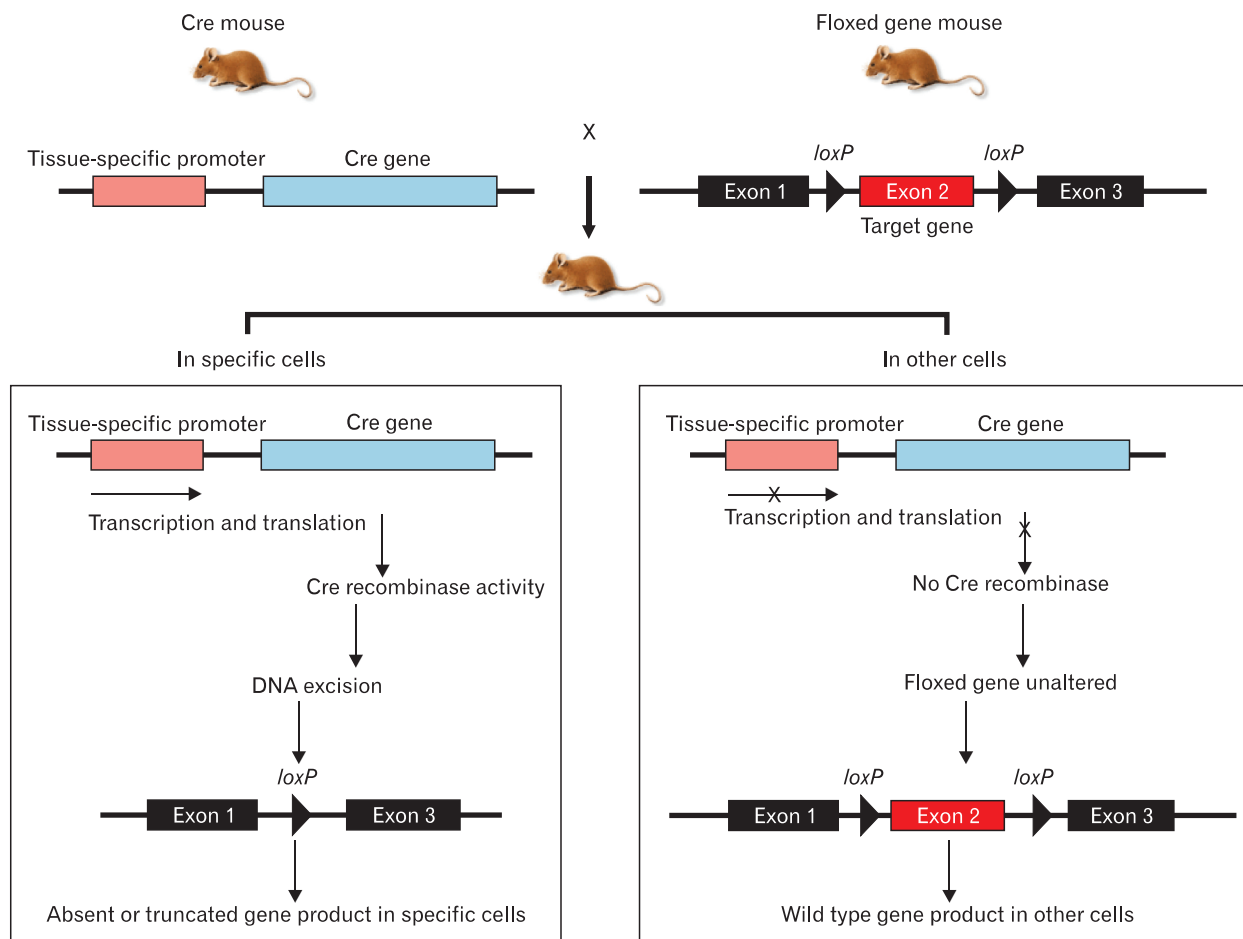 Cre mouse
Floxed gene mouse
X
Tissue-specific promoter
Cre gene
loxP
loxP
Exon 1
Exon 2
Exon 3
Target gene
In specific cells
In other cells
Tissue-specific promoter
Cre gene
Transcription and translation
Cre recombinase activity
DNA excision
loxP
Exon 1
Exon 3
Absent or truncated gene product in specific cells
Tissue-specific promoter
Cre gene
X
Transcription and translation
X
No Cre recombinase
Floxed gene unaltered
loxP
loxP
Exon 1
Exon 2
Exon 3
Wild type gene product in other cells